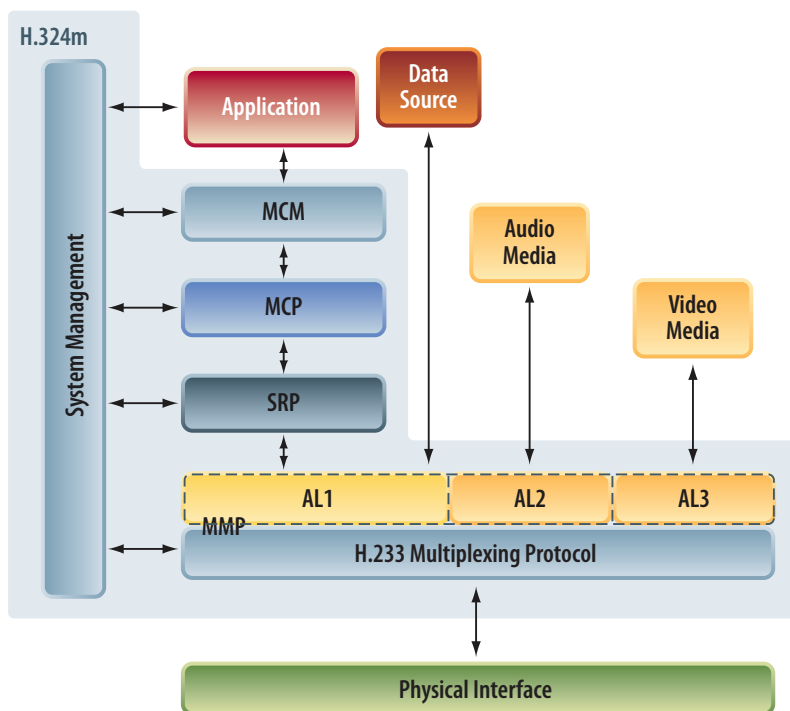 H.324m
System Management
Application
Data
Source
MCM
Audio
Media
MCP
Video
Media
SRP
AL1
AL2
AL3
MMP
H.233 Multiplexing Protocol
Physical Interface